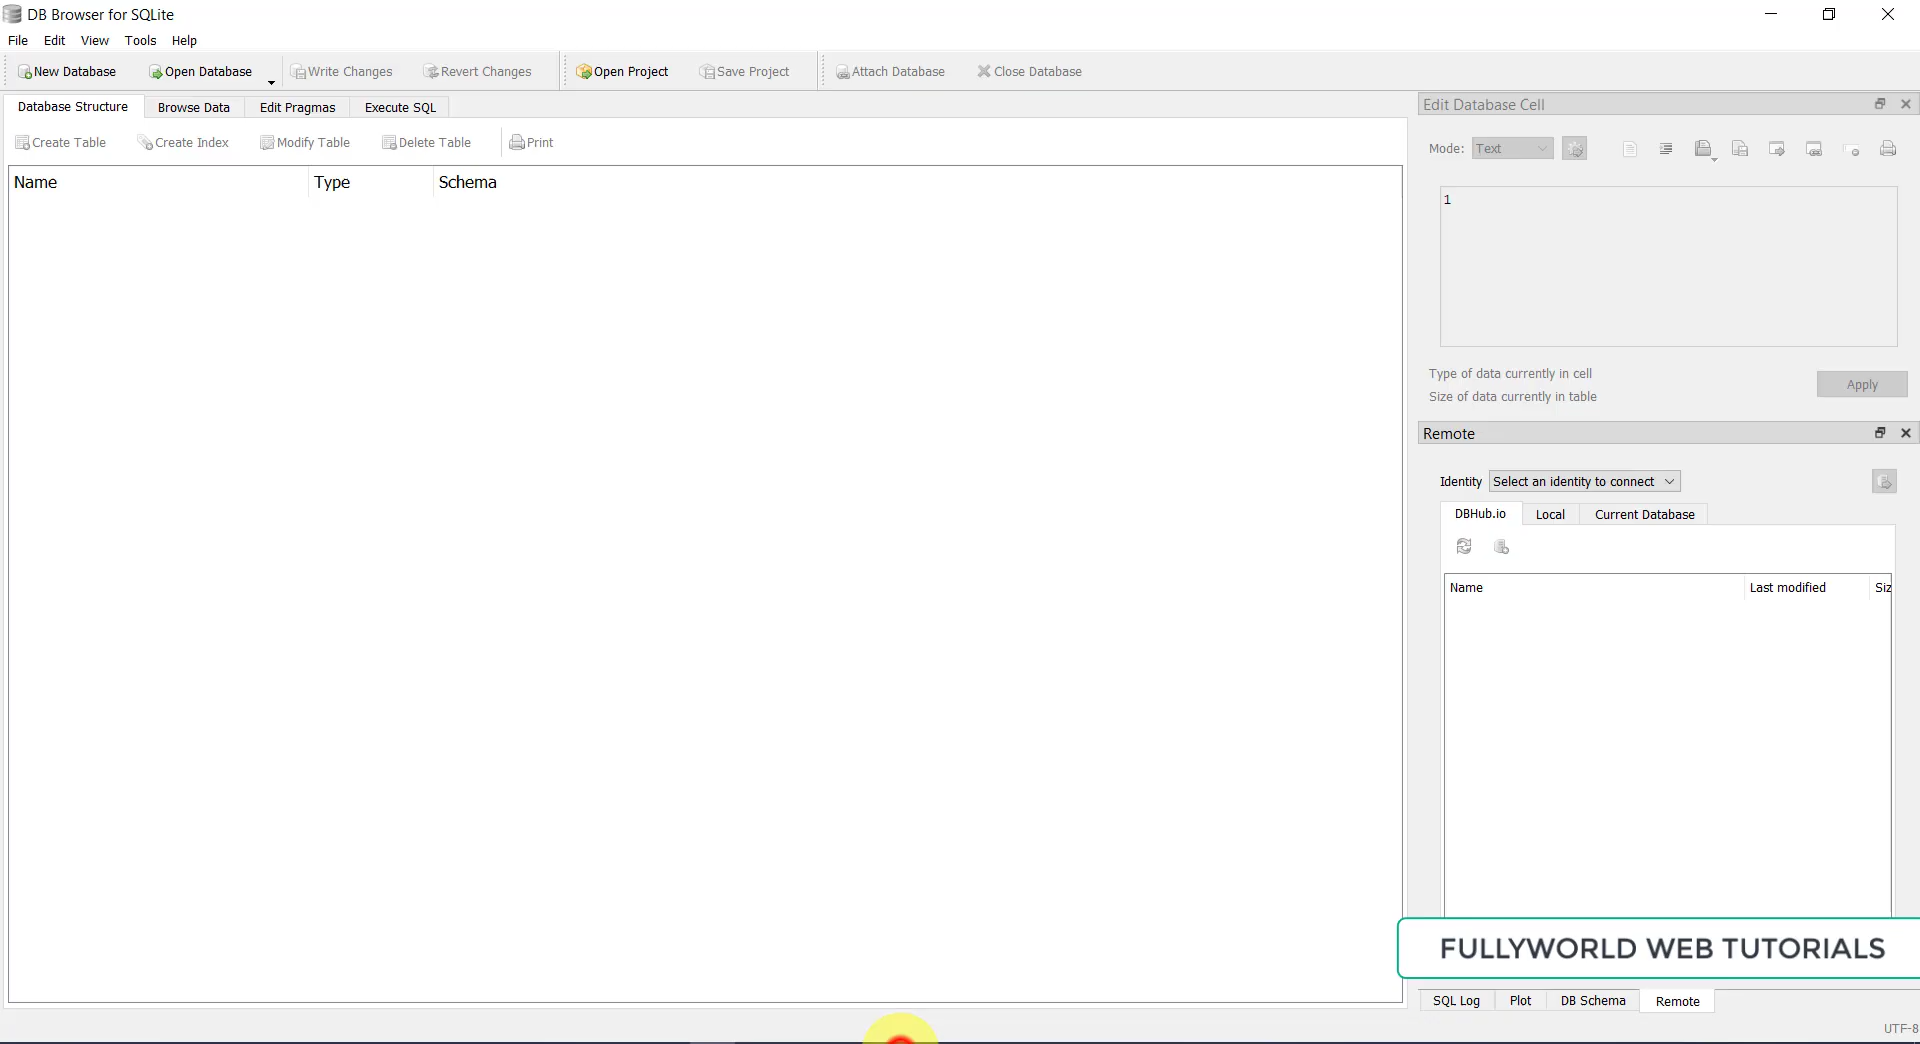 DB Browser for SQLite
File Edit View Tools Help
New Database Open Database Write Changes Revert Changes Open Project Save Project Attach Database Close Database
Database Structure Browse Data Edit Pragmas Execute SQL
Create Table Create Index Modify Table Delete Table Print
Name Type Schema
Edit Database Cell
Mode: Text
1
Type of data currently in cell
Size of data currently in table
Apply
Remote
Identity Select an identity to connect
DBHub.io Local Current Database
Name Last modified Siz
FULLYWORLD WEB TUTORIALS
SQL Log Plot DB Schema Remote
UTF-8